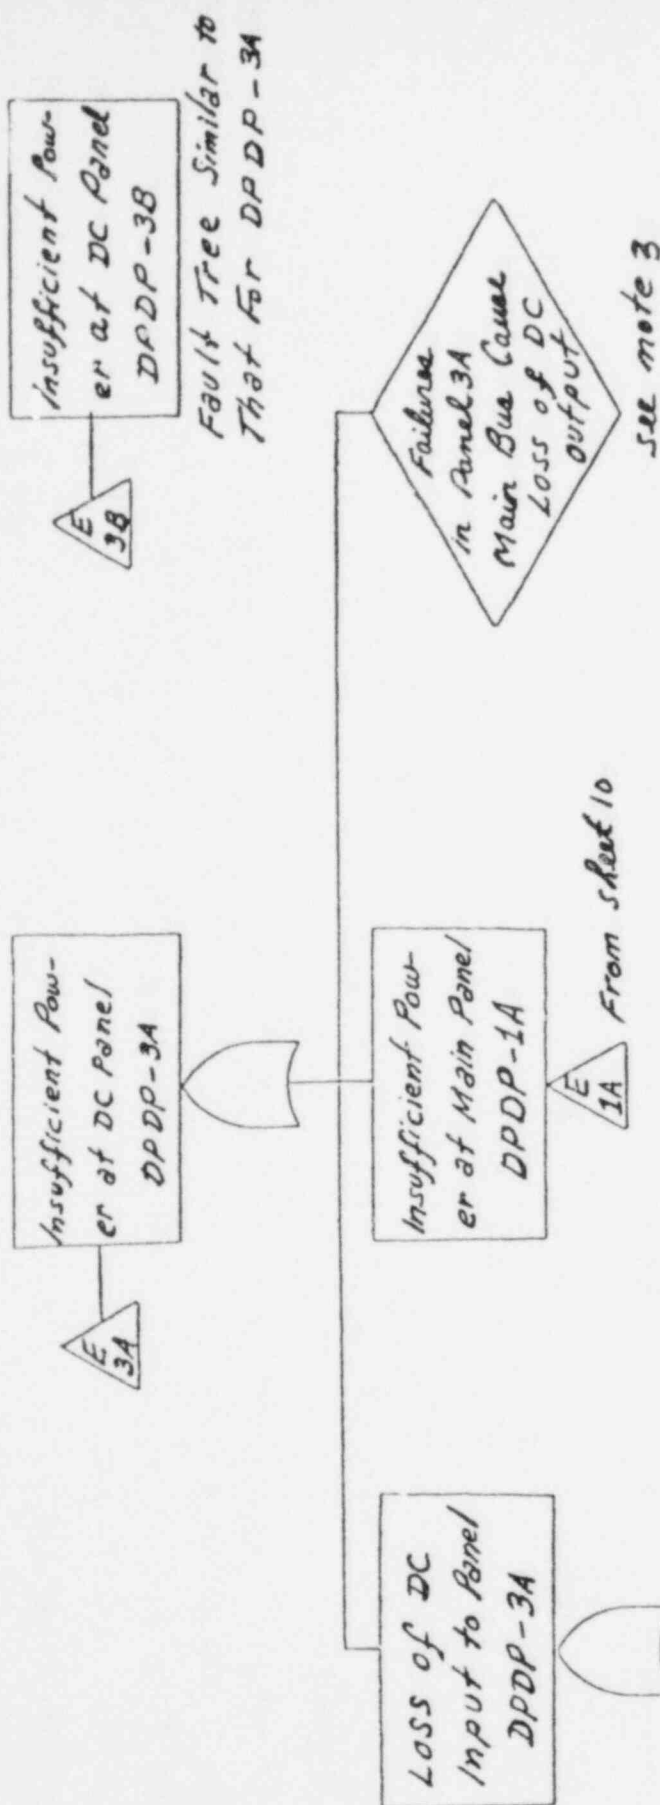 E
3A
Insufficient Pow-
er at DC Panel
DPDP-3A
E
3B
Insufficient Pow-
er at DC Panel
DPDP-3B
Fault Tree Similar to
That For DPDP-3A
Loss of DC
Input to Panel
DPDP-3A
Insufficient Pow-
er at Main Panel
DPDP-1A
E
1A
From sheet 10
Failures
in Panel 3A
Main Bus Cause
Loss of DC
output
see note 3